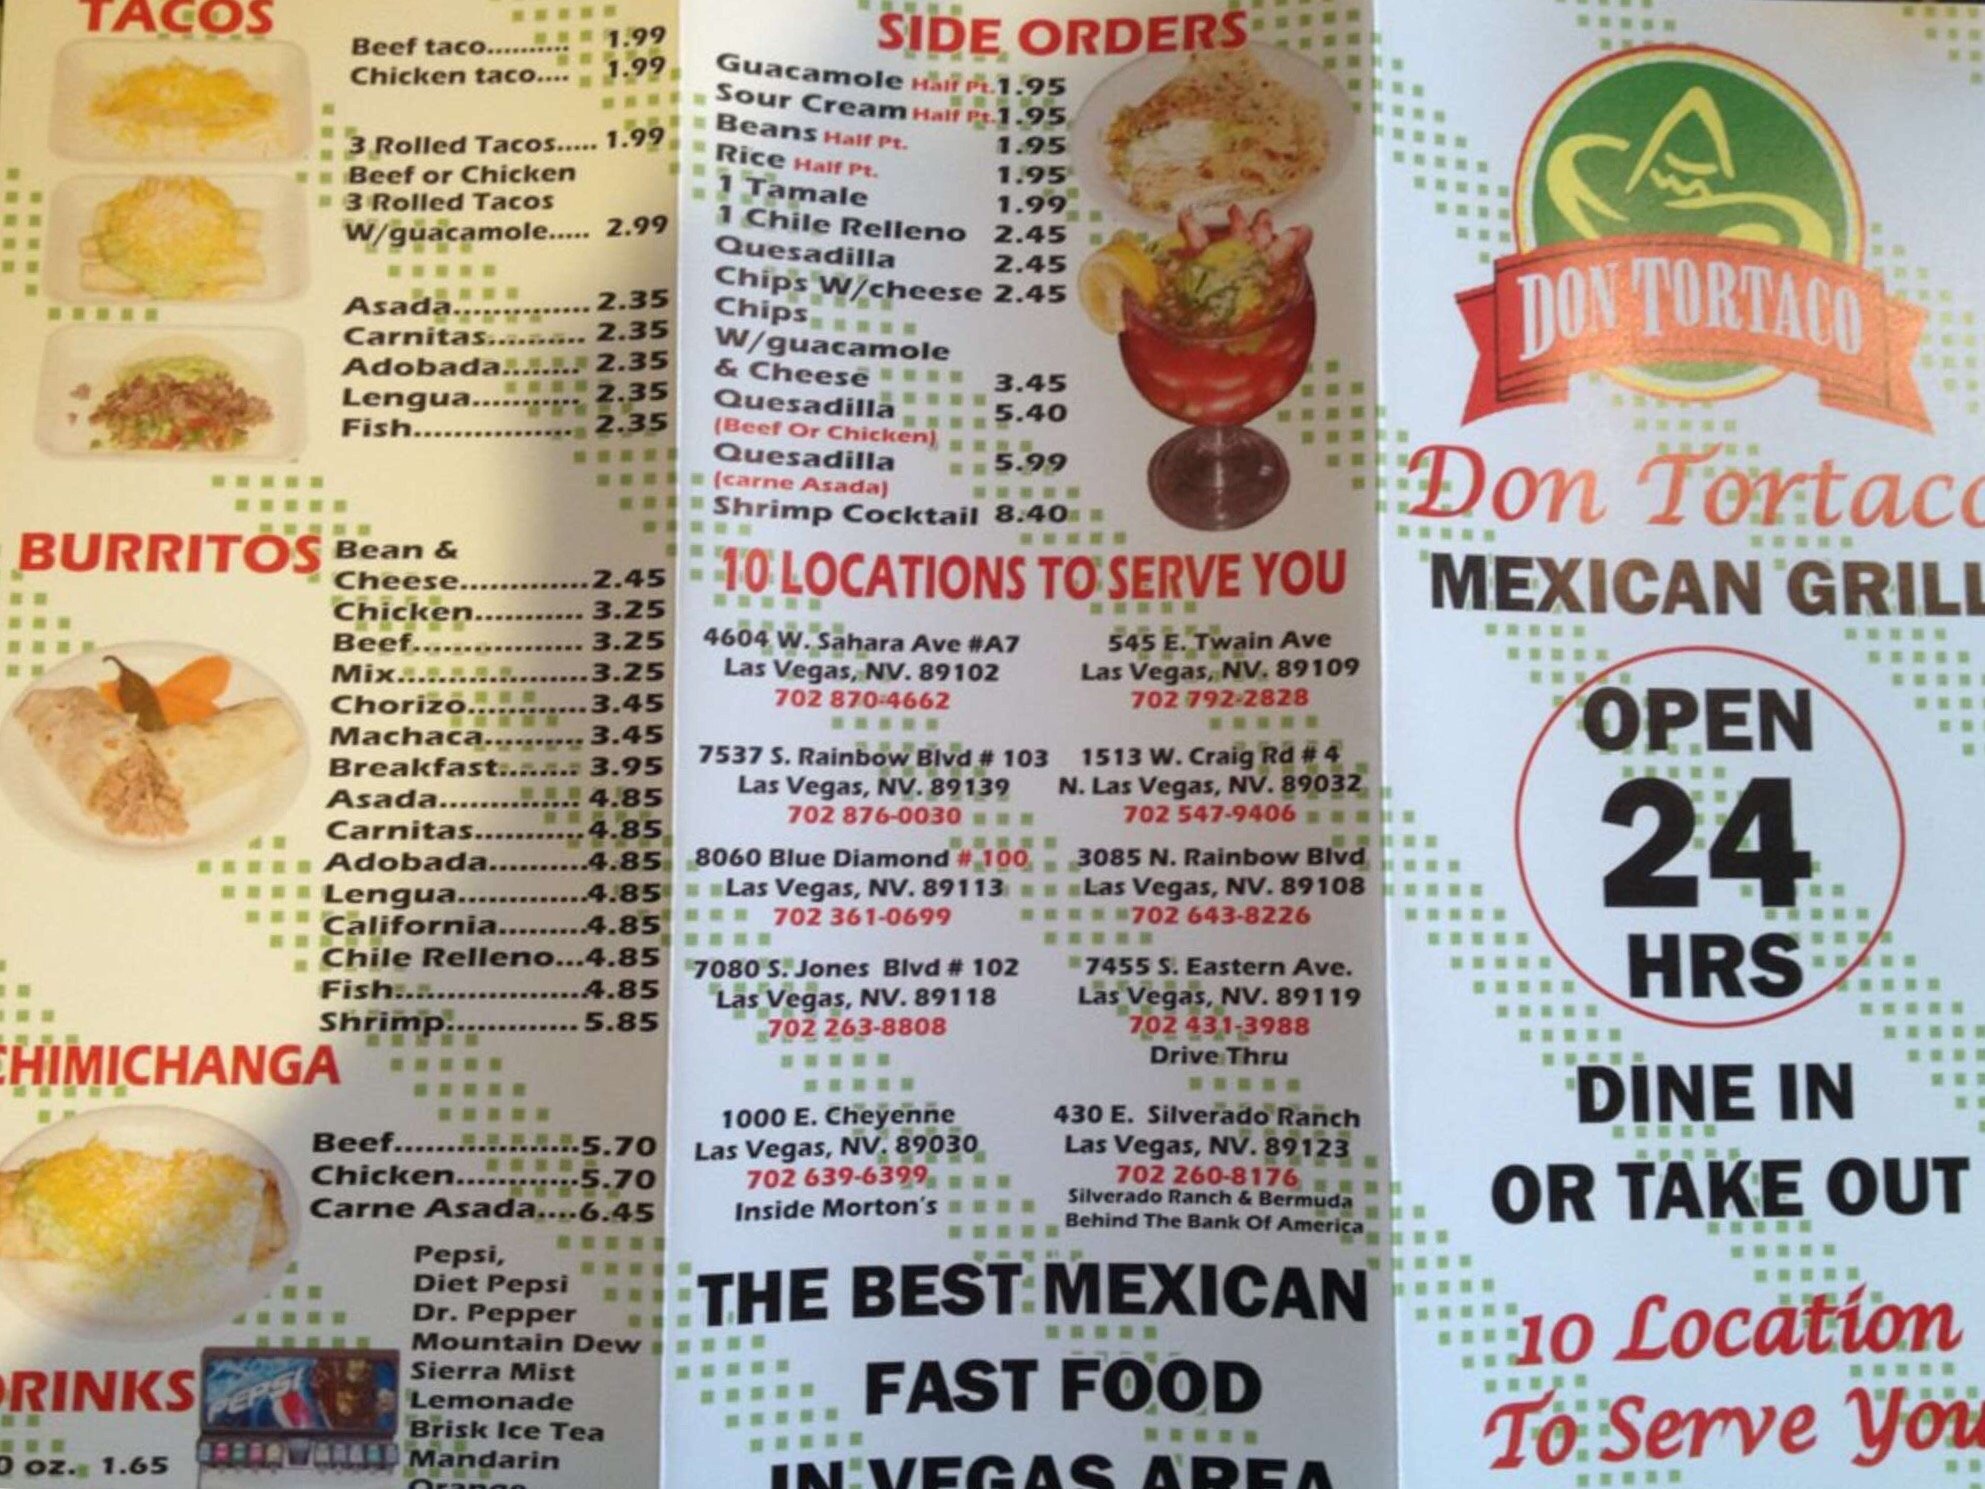 TACOS
Beef taco.......... 1.99
Chicken taco.... 1.99
3 Rolled Tacos..... 1.99
Beef or Chicken
3 Rolled Tacos
W/guacamole..... 2.99
Asada............... 2.35
Carnitas........... 2.35
Adobada......... 2.35
Lengua............ 2.35
Fish.................. 2.35
BURRITOS
Bean &
Cheese.............2.45
Chicken........... 3.25
Beef.................. 3.25
Mix....................3.25
Chorizo............3.45
Machaca.......... 3.45
Breakfast......... 3.95
Asada............... 4.85
Carnitas...........4.85
Adobada..........4.85
Lengua..............4.85
California.........4.85
Chile Relleno...4.85
Fish...................4.85
Shrimp.............. 5.85
CHIMICHANGA
Beef...................5.70
Chicken.............5.70
Carne Asada....6.45
DRINKS
0 oz. 1.65
PEPSI
Pepsi,
Diet Pepsi
Dr. Pepper
Mountain Dew
Sierra Mist
Lemonade
Brisk Ice Tea
Mandarin
Orange
SIDE ORDERS
Guacamole Half Pt. 1.95
Sour Cream Half Pt. 1.95
Beans Half Pt. 1.95
Rice Half Pt. 1.95
1 Tamale 1.99
1 Chile Relleno 2.45
Quesadilla 2.45
Chips W/cheese 2.45
Chips
W/guacamole
& Cheese 3.45
Quesadilla 5.40
(Beef Or Chicken)
Quesadilla 5.99
(carne Asada)
Shrimp Cocktail 8.40
10 LOCATIONS TO SERVE YOU
4604 W. Sahara Ave #A7
Las Vegas, NV. 89102
702 870-4662
545 E. Twain Ave
Las Vegas, NV. 89109
702 792-2828
7537 S. Rainbow Blvd # 103
Las Vegas, NV. 89139
702 876-0030
1513 W. Craig Rd # 4
N. Las Vegas, NV. 89032
702 547-9406
8060 Blue Diamond # 100
Las Vegas, NV. 89113
702 361-0699
3085 N. Rainbow Blvd
Las Vegas, NV. 89108
702 643-8226
7080 S. Jones Blvd # 102
Las Vegas, NV. 89118
702 263-8808
7455 S. Eastern Ave.
Las Vegas, NV. 89119
702 431-3988
Drive Thru
1000 E. Cheyenne
Las Vegas, NV. 89030
702 639-6399
Inside Morton's
430 E. Silverado Ranch
Las Vegas, NV. 89123
702 260-8176
Silverado Ranch & Bermuda
Behind The Bank Of America
THE BEST MEXICAN
FAST FOOD
IN VEGAS AREA
DON TORTACO
Don Tortaco
MEXICAN GRILL
OPEN
24
HRS
DINE IN
OR TAKE OUT
10 Location
To Serve You